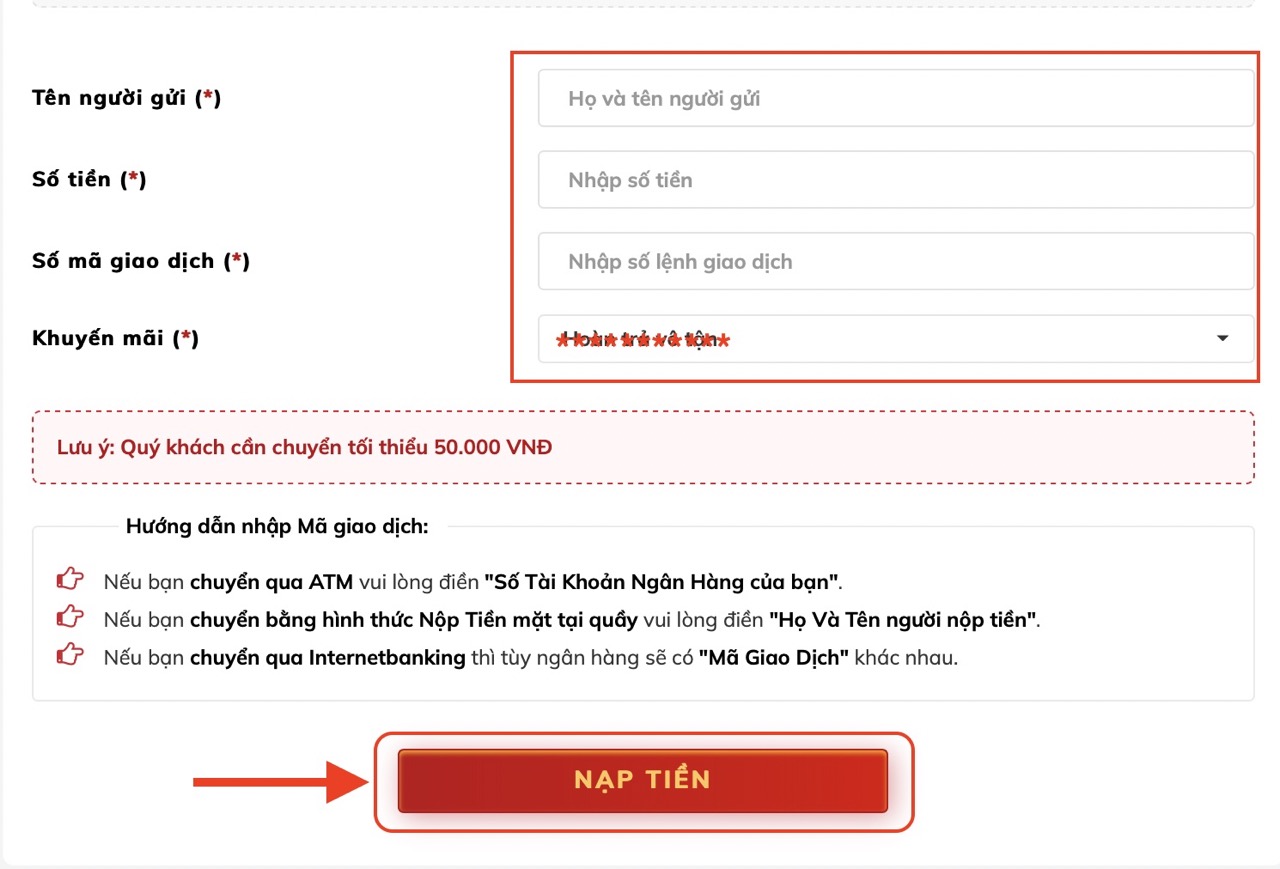 Tên người gửi (*)
Họ và tên người gửi
Số tiền (*)
Nhập số tiền
Số mã giao dịch (*)
Nhập số lệnh giao dịch
Khuyến mãi (*)
Hoàn trả vô tận
Lưu ý: Quý khách cần chuyển tối thiểu 50.000 VNĐ
Hướng dẫn nhập Mã giao dịch:
Nếu bạn chuyển qua ATM vui lòng điền "Số Tài Khoản Ngân Hàng của bạn".
Nếu bạn chuyển bằng hình thức Nộp Tiền mặt tại quầy vui lòng điền "Họ Và Tên người nộp tiền".
Nếu bạn chuyển qua Internetbanking thì tùy ngân hàng sẽ có "Mã Giao Dịch" khác nhau.
NẠP TIỀN